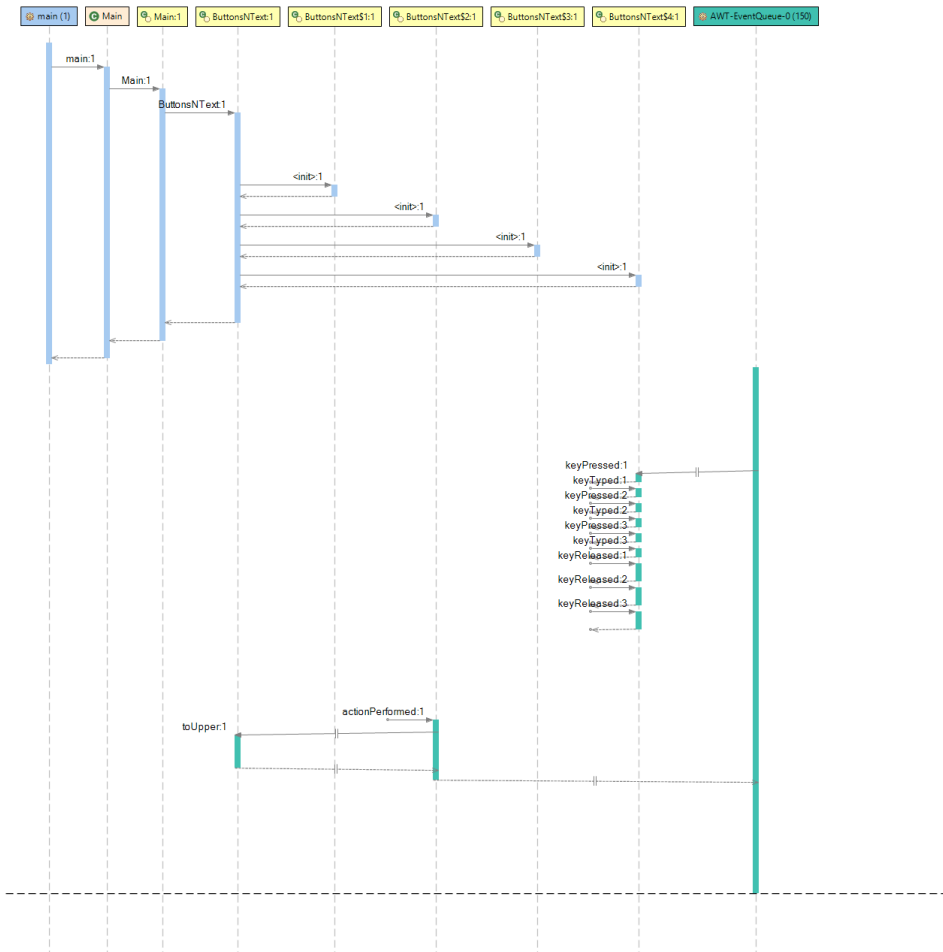 main (1) Main Main:1 ButtonsNText:1 ButtonsNText$1:1 ButtonsNText$2:1 ButtonsNText$3:1 ButtonsNText$4:1 AWT-EventQueue-0 (150)
main:1
Main:1
ButtonsNText:1
<init>:1
<init>:1
<init>:1
<init>:1
keyPressed:1
keyTyped:1
keyPressed:2
keyTyped:2
keyPressed:3
keyTyped:3
keyReleased:1
keyReleased:2
keyReleased:3
actionPerformed:1
toUpper:1